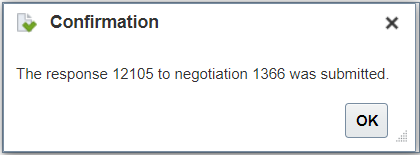 Confirmation
The response 12105 to negotiation 1366 was submitted.
OK